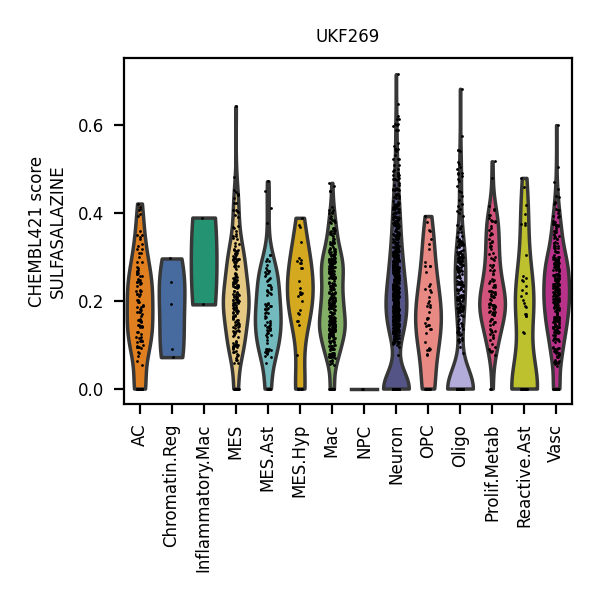 UKF269
CHEMBL421 score
SULFASALAZINE
0.6
0.4
0.2
0.0
AC
Chromatin.Reg
Inflammatory.Mac
MES
MES.Ast
MES.Hyp
Mac
NPC
Neuron
OPC
Oligo
Prolif.Metab
Reactive.Ast
Vasc